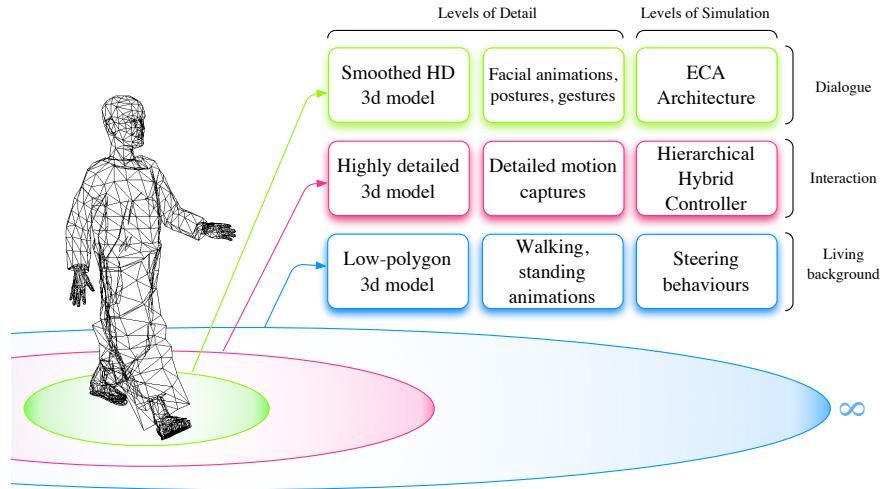 Levels of Detail
Levels of Simulation
Smoothed HD
3d model
Facial animations,
postures, gestures
ECA
Architecture
Dialogue
Highly detailed
3d model
Detailed motion
captures
Hierarchical
Hybrid
Controller
Interaction
Low-polygon
3d model
Walking,
standing
animations
Steering
behaviours
Living
background
∞